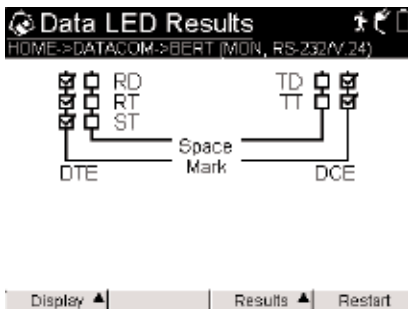 Data LED Results
HOME->DATACOM->BERT (MON, RS-232/V.24)
RD TD
RT TT
ST
Space
Mark
DTE DCE
Display Results Restart